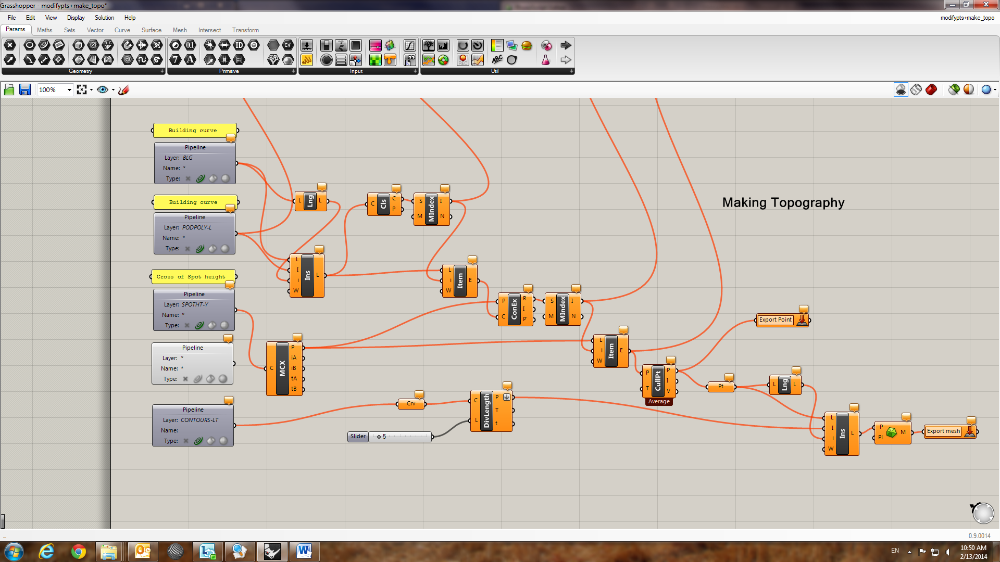 Grasshopper - modifypts+make_topo*
File Edit View Display Solution Help
modifypts+make_topo
Params Maths Sets Vector Curve Surface Mesh Intersect Transform
Geometry Primitive Input Util
100%
Building curve
Pipeline
Layer: BLG
Name: *
Type:
Building curve
Pipeline
Layer: PODPOLY-L
Name: *
Type:
Cross of Spot height
Pipeline
Layer: SPOTHT-Y
Name: *
Type:
Pipeline
Layer: *
Name: *
Type:
Pipeline
Layer: CONTOURS-LT
Name:
Type:
L Lng L
C Cls C P
S M MIndex I N
L I i W Ins L
L i W Item E
P C ConEx R I P'
S M MIndex I N
C MCX P iA iB tA tB
L i W Item E
P T CullPt P I V
Average
Crv
C L DivLength P T t
Slider 5
Making Topography
Export Point
Pt
L Lng L
L I i W Ins L
P Pl M
Export mesh
0.9.0014
EN
10:50 AM
2/13/2014